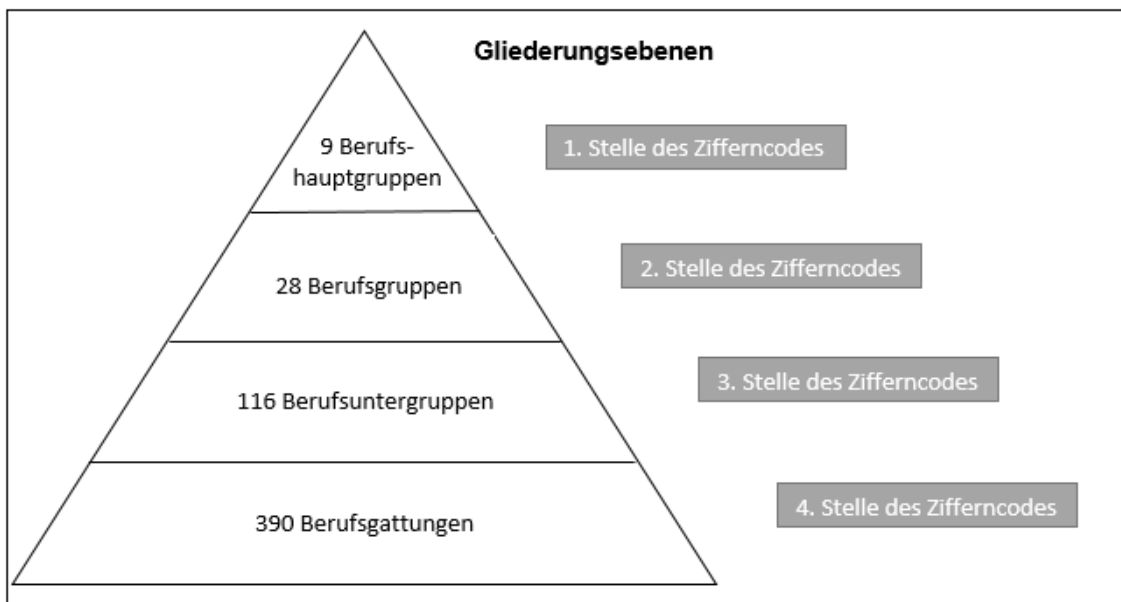 Gliederungsebenen
9 Berufs-
hauptgruppen
1. Stelle des Zifferncodes
28 Berufsgruppen
2. Stelle des Zifferncodes
116 Berufsuntergruppen
3. Stelle des Zifferncodes
390 Berufsgattungen
4. Stelle des Zifferncodes